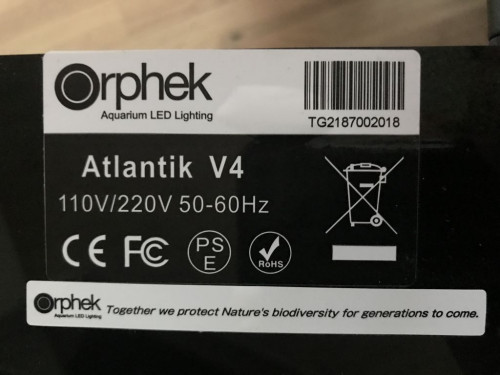 Orphek
Aquarium LED Lighting
TG2187002018
Atlantik V4
110V/220V 50-60Hz
CE FC PS
E
RoHS
Orphek
Aquarium LED Lighting
Together we protect Nature's biodiversity for generations to come.